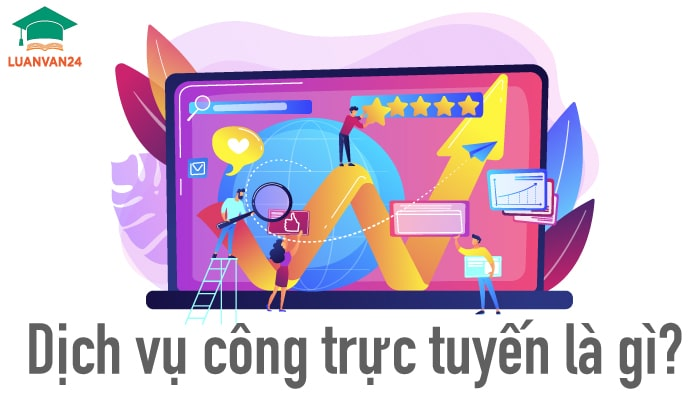 LUANVAN24
Dịch vụ công trực tuyến là gì?